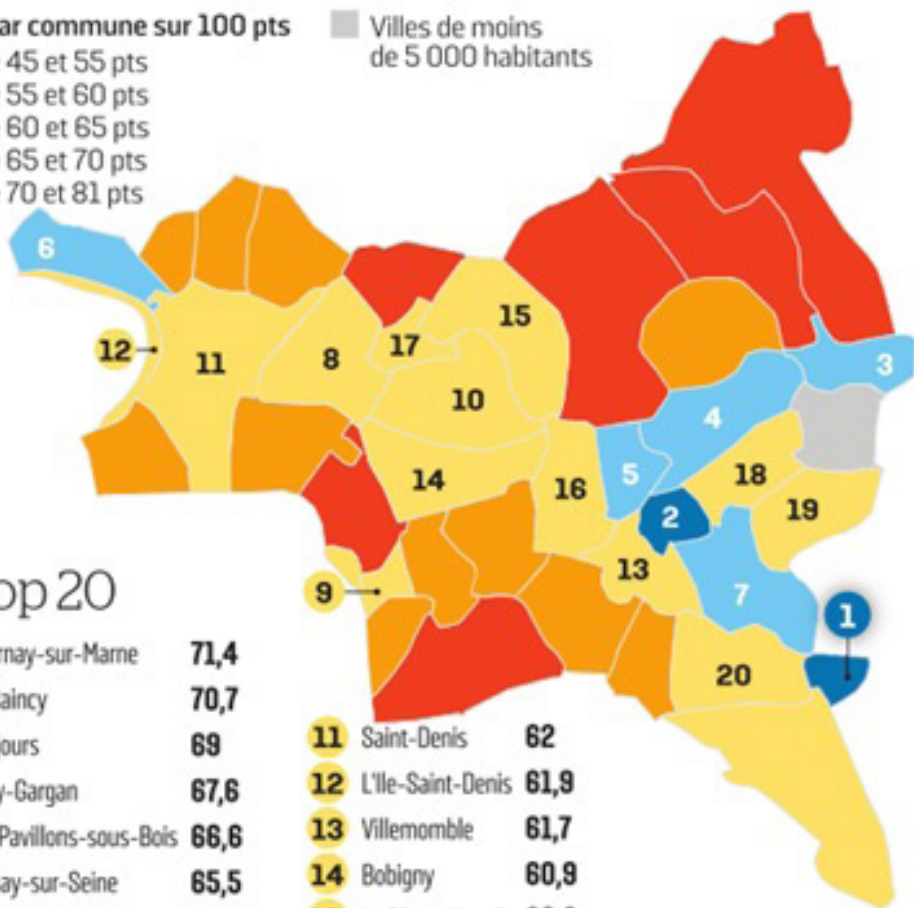 ar commune sur 100 pts
45 et 55 pts
55 et 60 pts
60 et 65 pts
65 et 70 pts
70 et 81 pts
Villes de moins
de 5 000 habitants
6
12
11
8
17
15
10
14
16
5
4
3
18
19
2
13
7
1
9
20
op 20
rnay-sur-Marne 71,4
aincy 70,7
jours 69
y-Gargan 67,6
Pavillons-sous-Bois 66,6
ay-sur-Seine 65,5
11 Saint-Denis 62
12 L'Ile-Saint-Denis 61,9
13 Villemomble 61,7
14 Bobigny 60,9